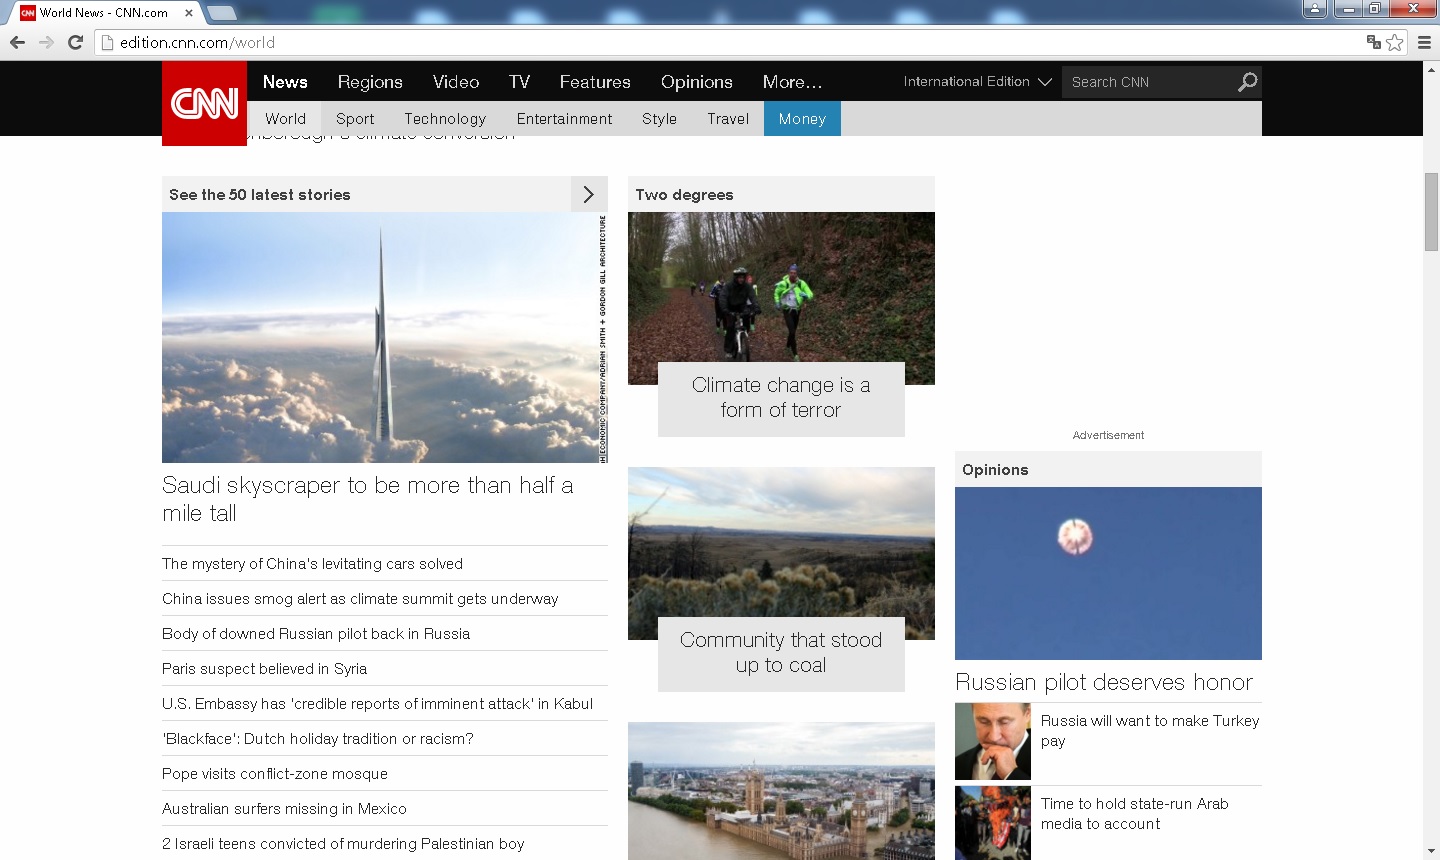 World News - CNN.com
edition.cnn.com/world
CNN
News Regions Video TV Features Opinions More...
International Edition
Search CNN
World Sport Technology Entertainment Style Travel Money
See the 50 latest stories
H ECONOMIC COMPANY/ADRIAN SMITH + GORDON GILL ARCHITECTURE
Saudi skyscraper to be more than half a
mile tall
The mystery of China's levitating cars solved
China issues smog alert as climate summit gets underway
Body of downed Russian pilot back in Russia
Paris suspect believed in Syria
U.S. Embassy has 'credible reports of imminent attack' in Kabul
'Blackface': Dutch holiday tradition or racism?
Pope visits conflict-zone mosque
Australian surfers missing in Mexico
2 Israeli teens convicted of murdering Palestinian boy
Two degrees
Climate change is a
form of terror
Community that stood
up to coal
Advertisement
Opinions
Russian pilot deserves honor
Russia will want to make Turkey
pay
Time to hold state-run Arab
media to account